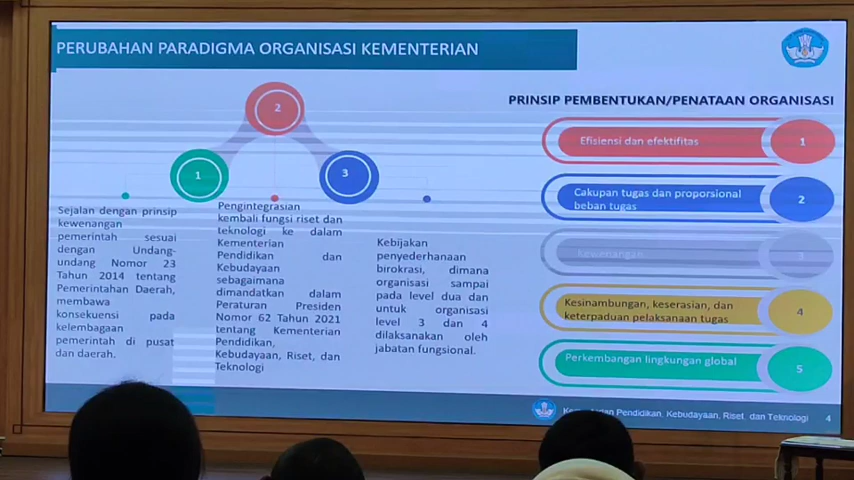 PERUBAHAN PARADIGMA ORGANISASI KEMENTERIAN
2
1
3
Sejalan dengan prinsip
kewenangan
pemerintah sesuai
dengan Undang-
undang Nomor 23
Tahun 2014 tentang
Pemerintahan Daerah,
membawa
konsekuensi pada
kelembagaan
pemerintah di pusat
dan daerah.
Pengintegrasian
kembali fungsi riset dan
teknologi ke dalam
Kementerian
Pendidikan dan
Kebudayaan
sebagaimana
dimandatkan dalam
Peraturan Presiden
Nomor 62 Tahun 2021
tentang Kementerian
Pendidikan,
Kebudayaan, Riset, dan
Teknologi
Kebijakan
penyederhanaan
birokrasi, dimana
organisasi sampai
pada level dua dan
untuk organisasi
level 3 dan 4
dilaksanakan oleh
jabatan fungsional.
PRINSIP PEMBENTUKAN/PENATAAN ORGANISASI
Efisiensi dan efektifitas
1
Cakupan tugas dan proporsional
beban tugas
2
Kewenangan
3
Kesinambungan, keserasian, dan
keterpaduan pelaksanaan tugas
4
Perkembangan lingkungan global
5
Pendidikan, Kebudayaan, Riset, dan Teknologi
4